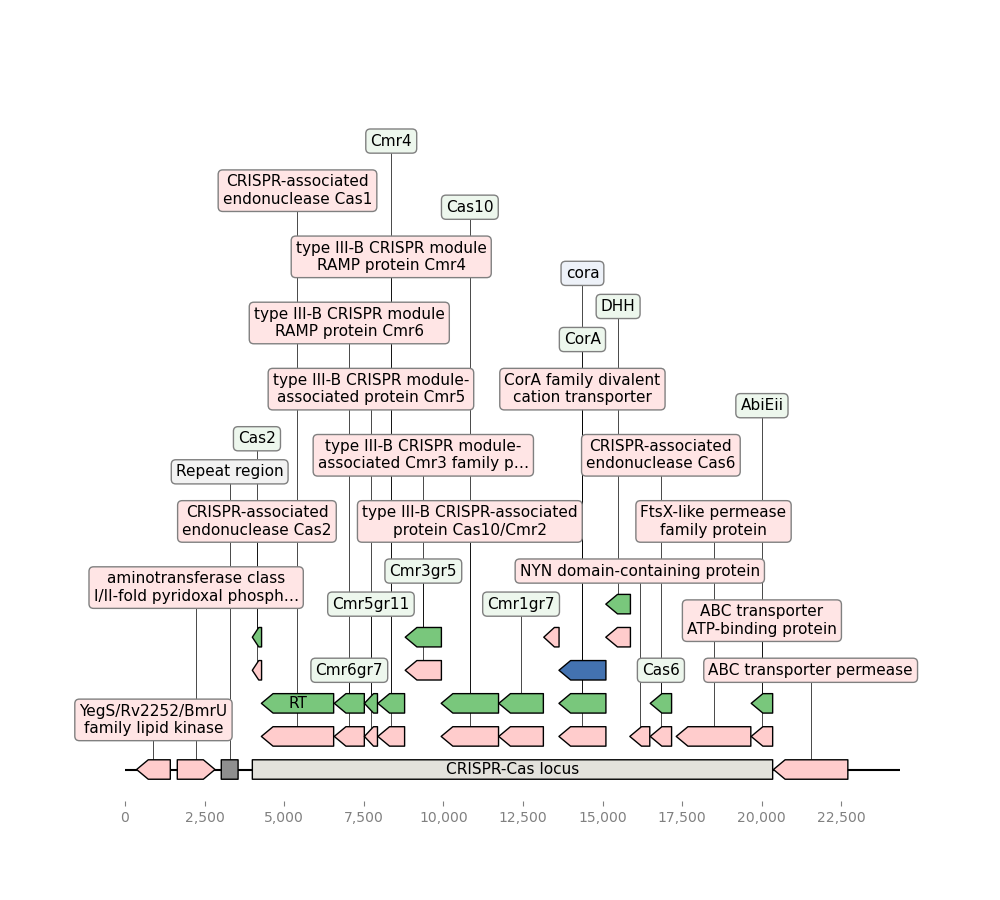 Cmr4
CRISPR-associated
endonuclease Cas1
Cas10
type III-B CRISPR module
RAMP protein Cmr4
cora
DHH
type III-B CRISPR module
RAMP protein Cmr6
CorA
type III-B CRISPR module-
associated protein Cmr5
CorA family divalent
cation transporter
AbiEii
Cas2
type III-B CRISPR module-
associated Cmr3 family p...
CRISPR-associated
endonuclease Cas6
Repeat region
CRISPR-associated
endonuclease Cas2
type III-B CRISPR-associated
protein Cas10/Cmr2
FtsX-like permease
family protein
aminotransferase class
I/II-fold pyridoxal phosph...
Cmr3gr5
NYN domain-containing protein
Cmr5gr11
Cmr1gr7
ABC transporter
ATP-binding protein
Cmr6gr7
Cas6
ABC transporter permease
YegS/Rv2252/BmrU
family lipid kinase
RT
CRISPR-Cas locus
0
2,500
5,000
7,500
10,000
12,500
15,000
17,500
20,000
22,500